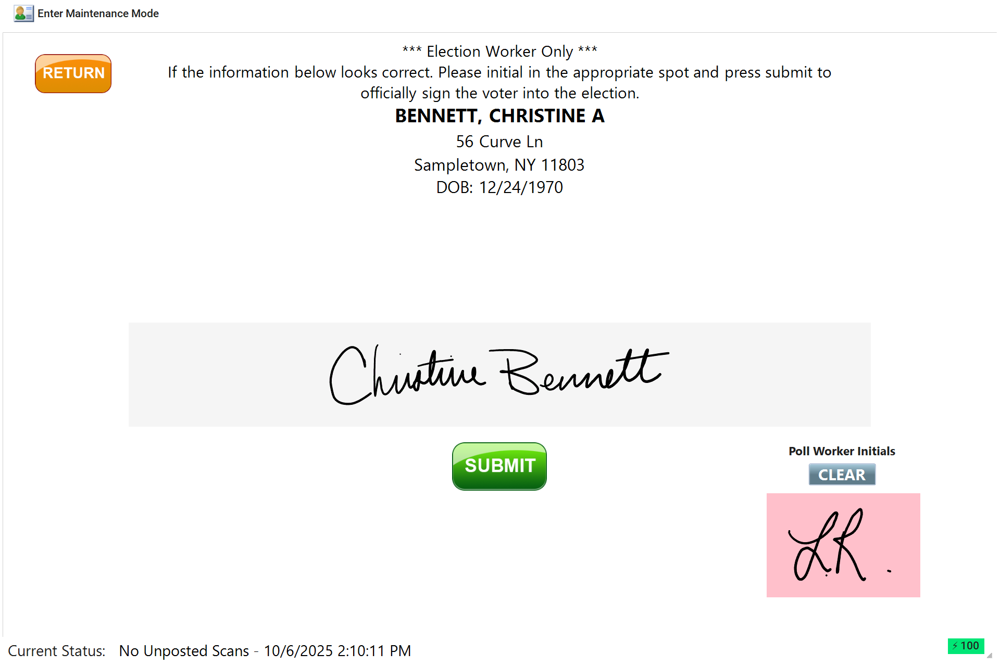 Enter Maintenance Mode
RETURN
*** Election Worker Only ***
If the information below looks correct. Please initial in the appropriate spot and press submit to
officially sign the voter into the election.
BENNETT, CHRISTINE A
56 Curve Ln
Sampletown, NY 11803
DOB: 12/24/1970
Christine Bennett
SUBMIT
Poll Worker Initials
CLEAR
L.R.
Current Status: No Unposted Scans - 10/6/2025 2:10:11 PM
⚡100